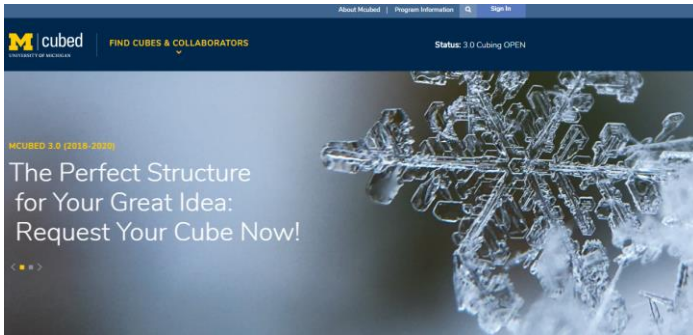 About Mcubed | Program Information
Sign In
M | cubed
UNIVERSITY OF MICHIGAN
FIND CUBES & COLLABORATORS
Status: 3.0 Cubing OPEN
MCUBED 3.0 (2018-2020)
The Perfect Structure
for Your Great Idea:
Request Your Cube Now!